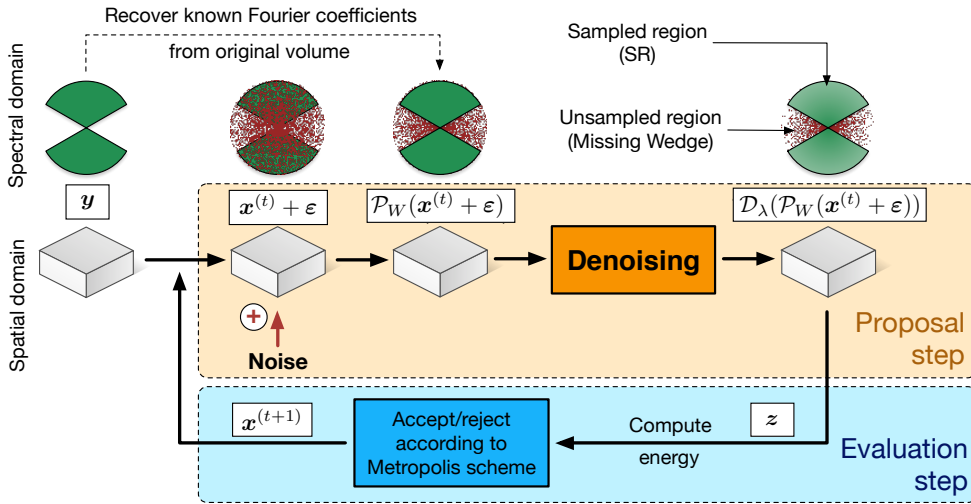 Recover known Fourier coefficients
from original volume
Spectral domain
Sampled region
(SR)
Unsampled region
(Missing Wedge)
y
x^{(t)} + ε
𝒫_W(x^{(t)} + ε)
𝒟_λ(𝒫_W(x^{(t)} + ε))
Spatial domain
Denoising
+
Noise
Proposal
step
x^{(t+1)}
Accept/reject
according to
Metropolis scheme
Compute
energy
z
Evaluation
step